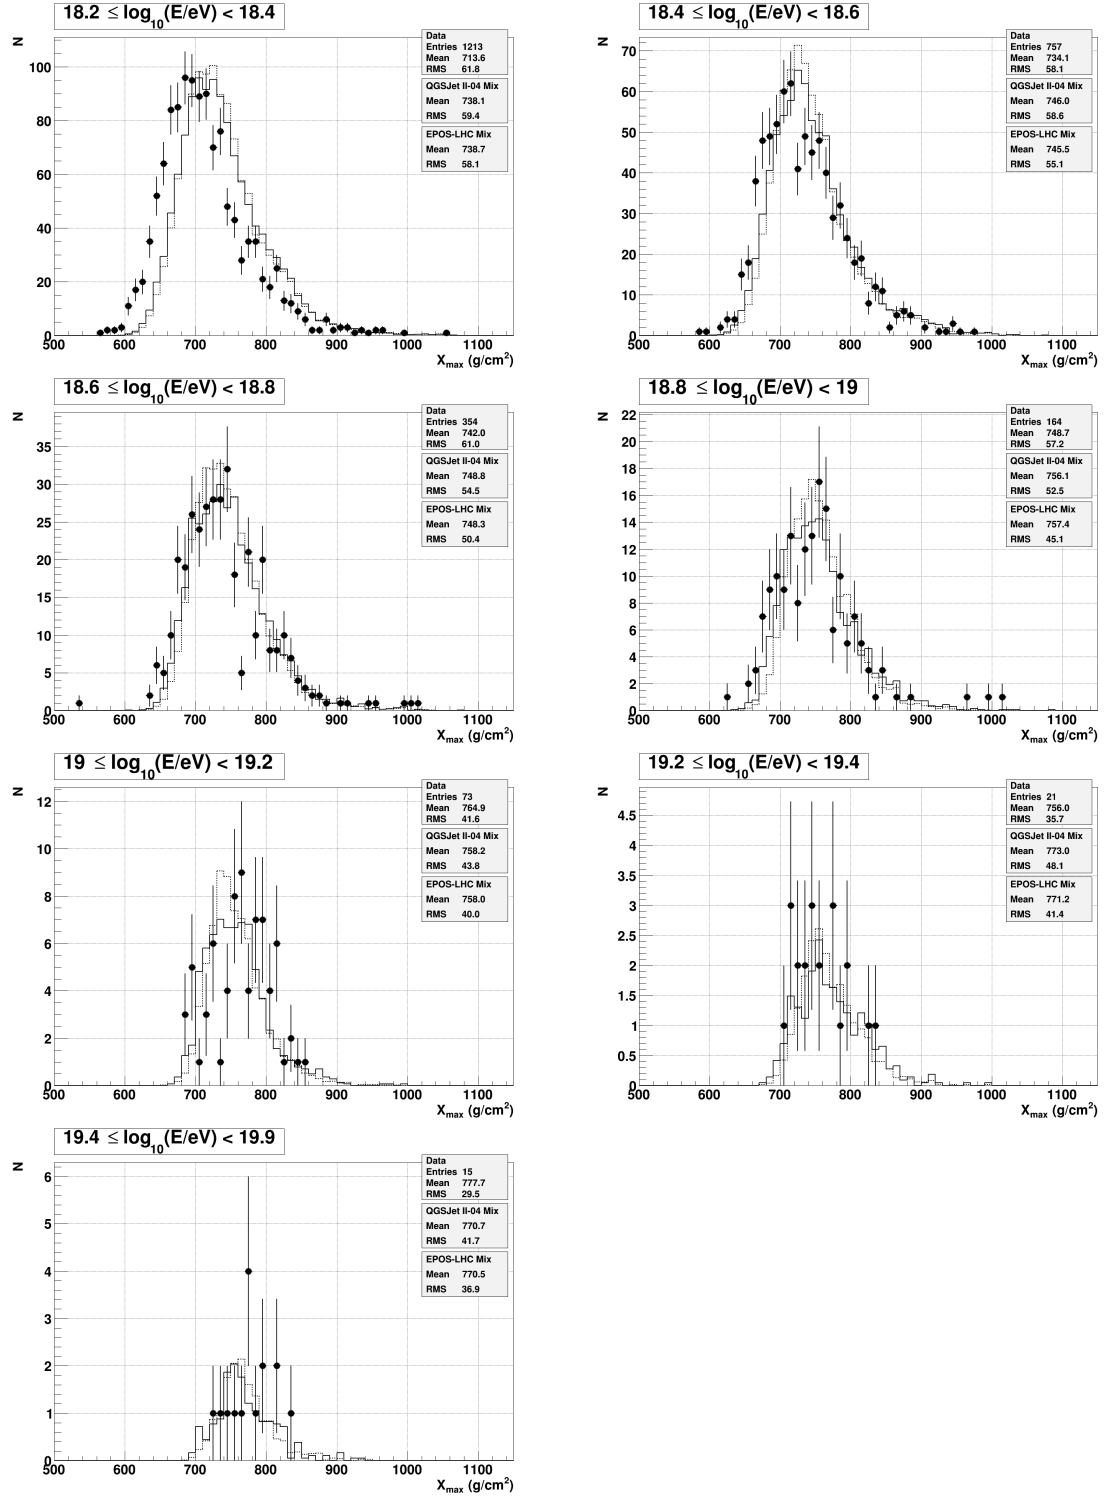 18.2 ≤ log10(E/eV) < 18.4
N
Data
Entries 1213
Mean 713.6
RMS 61.8
QGSJet II-04 Mix
Mean 738.1
RMS 59.4
EPOS-LHC Mix
Mean 738.7
RMS 58.1
100
80
60
40
20
0
500 600 700 800 900 1000 1100
Xmax (g/cm2)
18.4 ≤ log10(E/eV) < 18.6
N
Data
Entries 757
Mean 734.1
RMS 58.1
QGSJet II-04 Mix
Mean 746.0
RMS 58.6
EPOS-LHC Mix
Mean 745.5
RMS 55.1
70
60
50
40
30
20
10
0
500 600 700 800 900 1000 1100
Xmax (g/cm2)
18.6 ≤ log10(E/eV) < 18.8
N
Data
Entries 354
Mean 742.0
RMS 61.0
QGSJet II-04 Mix
Mean 748.8
RMS 54.5
EPOS-LHC Mix
Mean 748.3
RMS 50.4
35
30
25
20
15
10
5
0
500 600 700 800 900 1000 1100
Xmax (g/cm2)
18.8 ≤ log10(E/eV) < 19
N
Data
Entries 164
Mean 748.7
RMS 57.2
QGSJet II-04 Mix
Mean 756.1
RMS 52.5
EPOS-LHC Mix
Mean 757.4
RMS 45.1
22
20
18
16
14
12
10
8
6
4
2
0
500 600 700 800 900 1000 1100
Xmax (g/cm2)
19 ≤ log10(E/eV) < 19.2
N
Data
Entries 73
Mean 764.9
RMS 41.6
QGSJet II-04 Mix
Mean 758.2
RMS 43.8
EPOS-LHC Mix
Mean 758.0
RMS 40.0
12
10
8
6
4
2
0
500 600 700 800 900 1000 1100
Xmax (g/cm2)
19.2 ≤ log10(E/eV) < 19.4
N
Data
Entries 21
Mean 756.0
RMS 35.7
QGSJet II-04 Mix
Mean 773.0
RMS 48.1
EPOS-LHC Mix
Mean 771.2
RMS 41.4
4.5
4
3.5
3
2.5
2
1.5
1
0.5
0
500 600 700 800 900 1000 1100
Xmax (g/cm2)
19.4 ≤ log10(E/eV) < 19.9
N
Data
Entries 15
Mean 777.7
RMS 29.5
QGSJet II-04 Mix
Mean 770.7
RMS 41.7
EPOS-LHC Mix
Mean 770.5
RMS 36.9
6
5
4
3
2
1
0
500 600 700 800 900 1000 1100
Xmax (g/cm2)